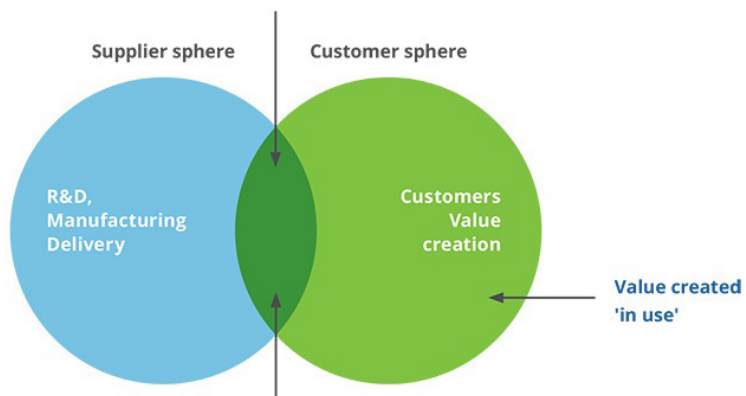 Supplier sphere
Customer sphere
R&D,
Manufacturing
Delivery
Customers
Value
creation
Value created
'in use'